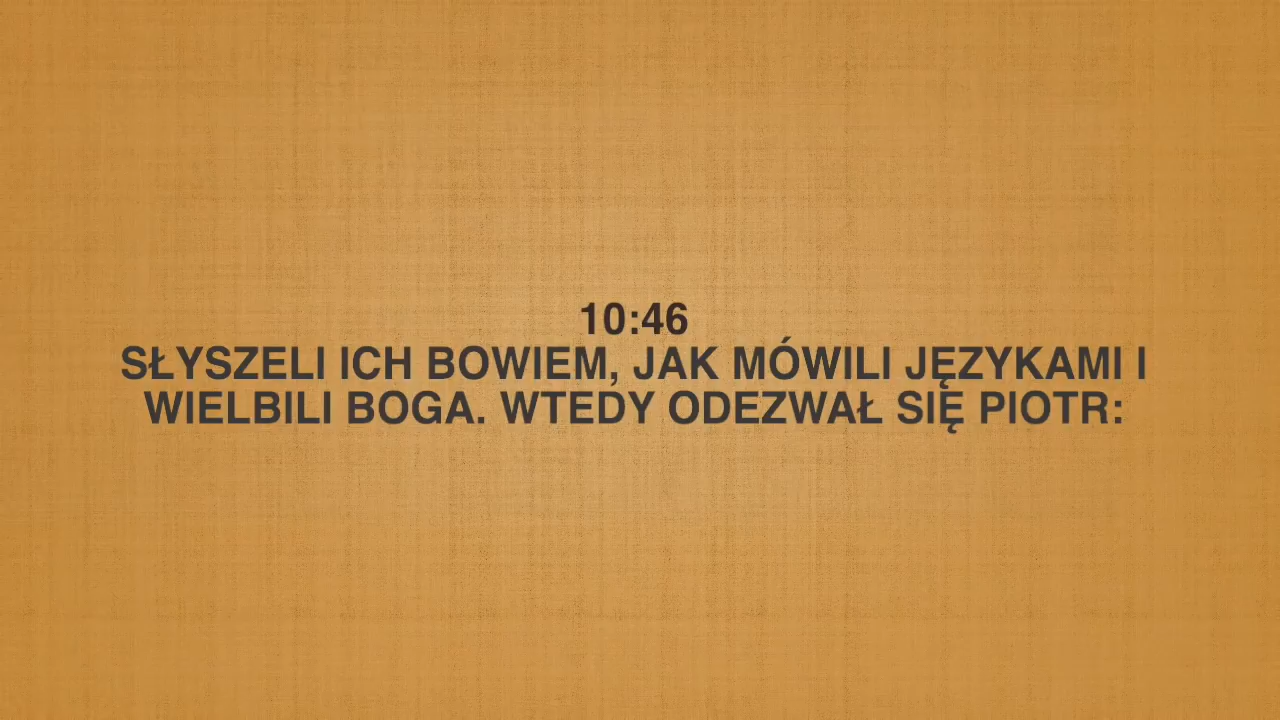 10:46
SŁYSZELI ICH BOWIEM, JAK MÓWILI JĘZYKAMI I
WIELBILI BOGA. WTEDY ODEZWAŁ SIĘ PIOTR: